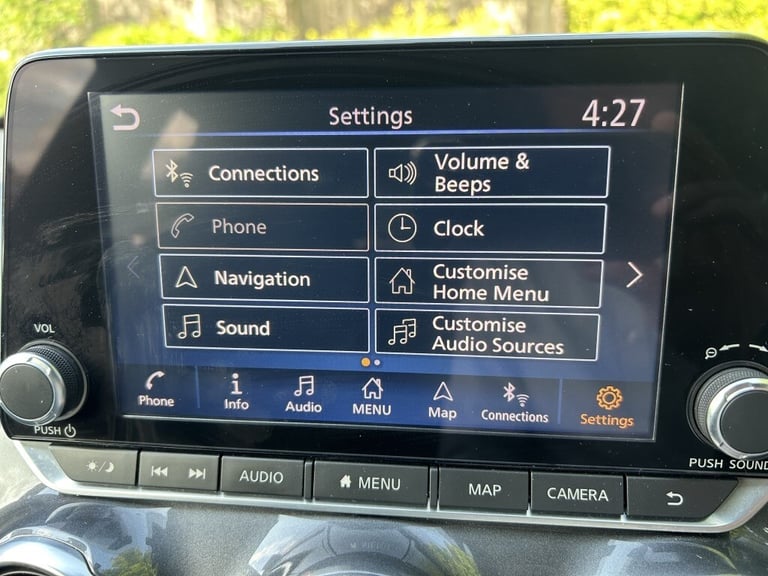 Settings
4:27
Connections
Volume &
Beeps
Phone
Clock
Navigation
Customise
Home Menu
Sound
Customise
Audio Sources
Phone
Info
Audio
MENU
Map
Connections
Settings
VOL
PUSH
PUSH SOUND
AUDIO
MENU
MAP
CAMERA